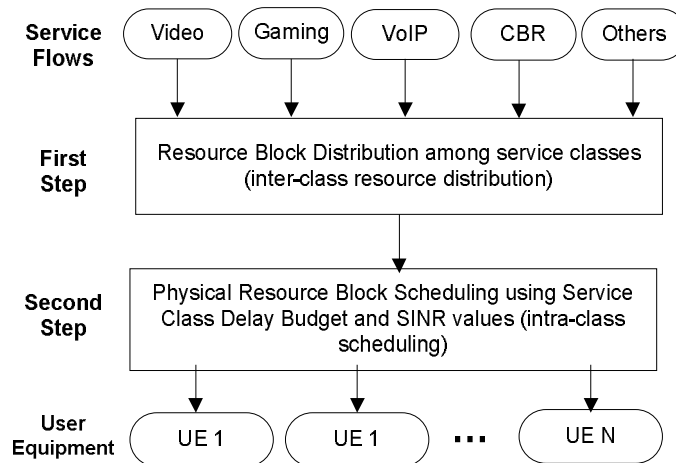 Service
Flows
Video
Gaming
VoIP
CBR
Others
First
Step
Resource Block Distribution among service classes
(inter-class resource distribution)
Second
Step
Physical Resource Block Scheduling using Service
Class Delay Budget and SINR values (intra-class
scheduling)
User
Equipment
UE 1
UE 1
...
UE N